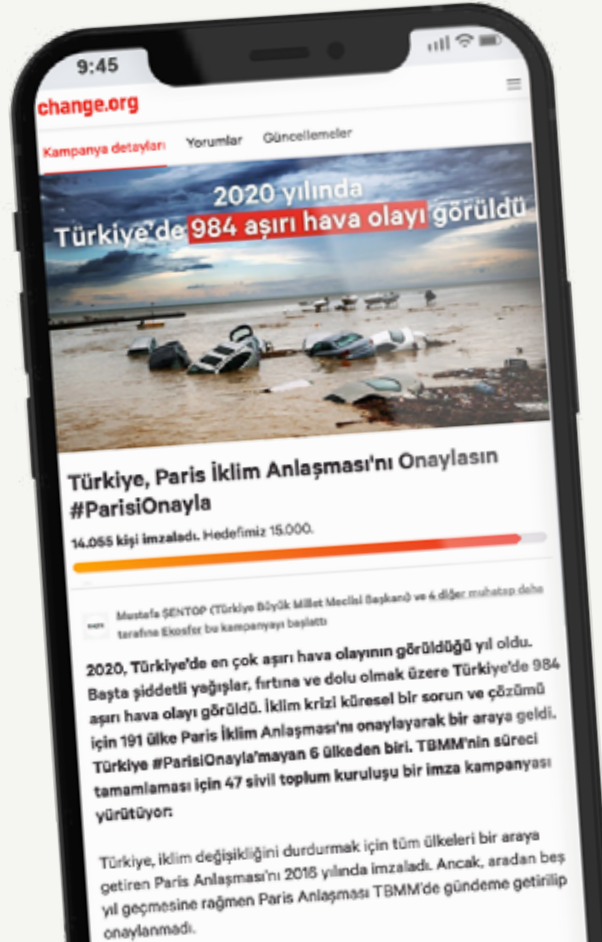 9:45
change.org
Kampanya detayları Yorumlar Güncellemeler
2020 yılında
Türkiye'de 984 aşırı hava olayı görüldü
Türkiye, Paris İklim Anlaşması'nı Onaylasın
#ParisiOnayla
14.055 kişi imzaladı. Hedefimiz 15.000.
Mustafa ŞENTOP (Türkiye Büyük Millet Meclisi Başkanı) ve 4 diğer muhatap daha
tarafına Ekosfer bu kampanyayı başlattı
2020, Türkiye'de en çok aşırı hava olayının görüldüğü yıl oldu.
Başta şiddetli yağışlar, fırtına ve dolu olmak üzere Türkiye'de 984
aşırı hava olayı görüldü. İklim krizi küresel bir sorun ve çözümü
için 191 ülke Paris İklim Anlaşması'nı onaylayarak bir araya geldi.
Türkiye #ParisiOnayla'mayan 6 ülkeden biri. TBMM'nin süreci
tamamlaması için 47 sivil toplum kuruluşu bir imza kampanyası
yürütüyor:
Türkiye, iklim değişikliğini durdurmak için tüm ülkeleri bir araya
getiren Paris Anlaşması'nı 2016 yılında imzaladı. Ancak, aradan beş
yıl geçmesine rağmen Paris Anlaşması TBMM'de gündeme getirilip
onaylanmadı.